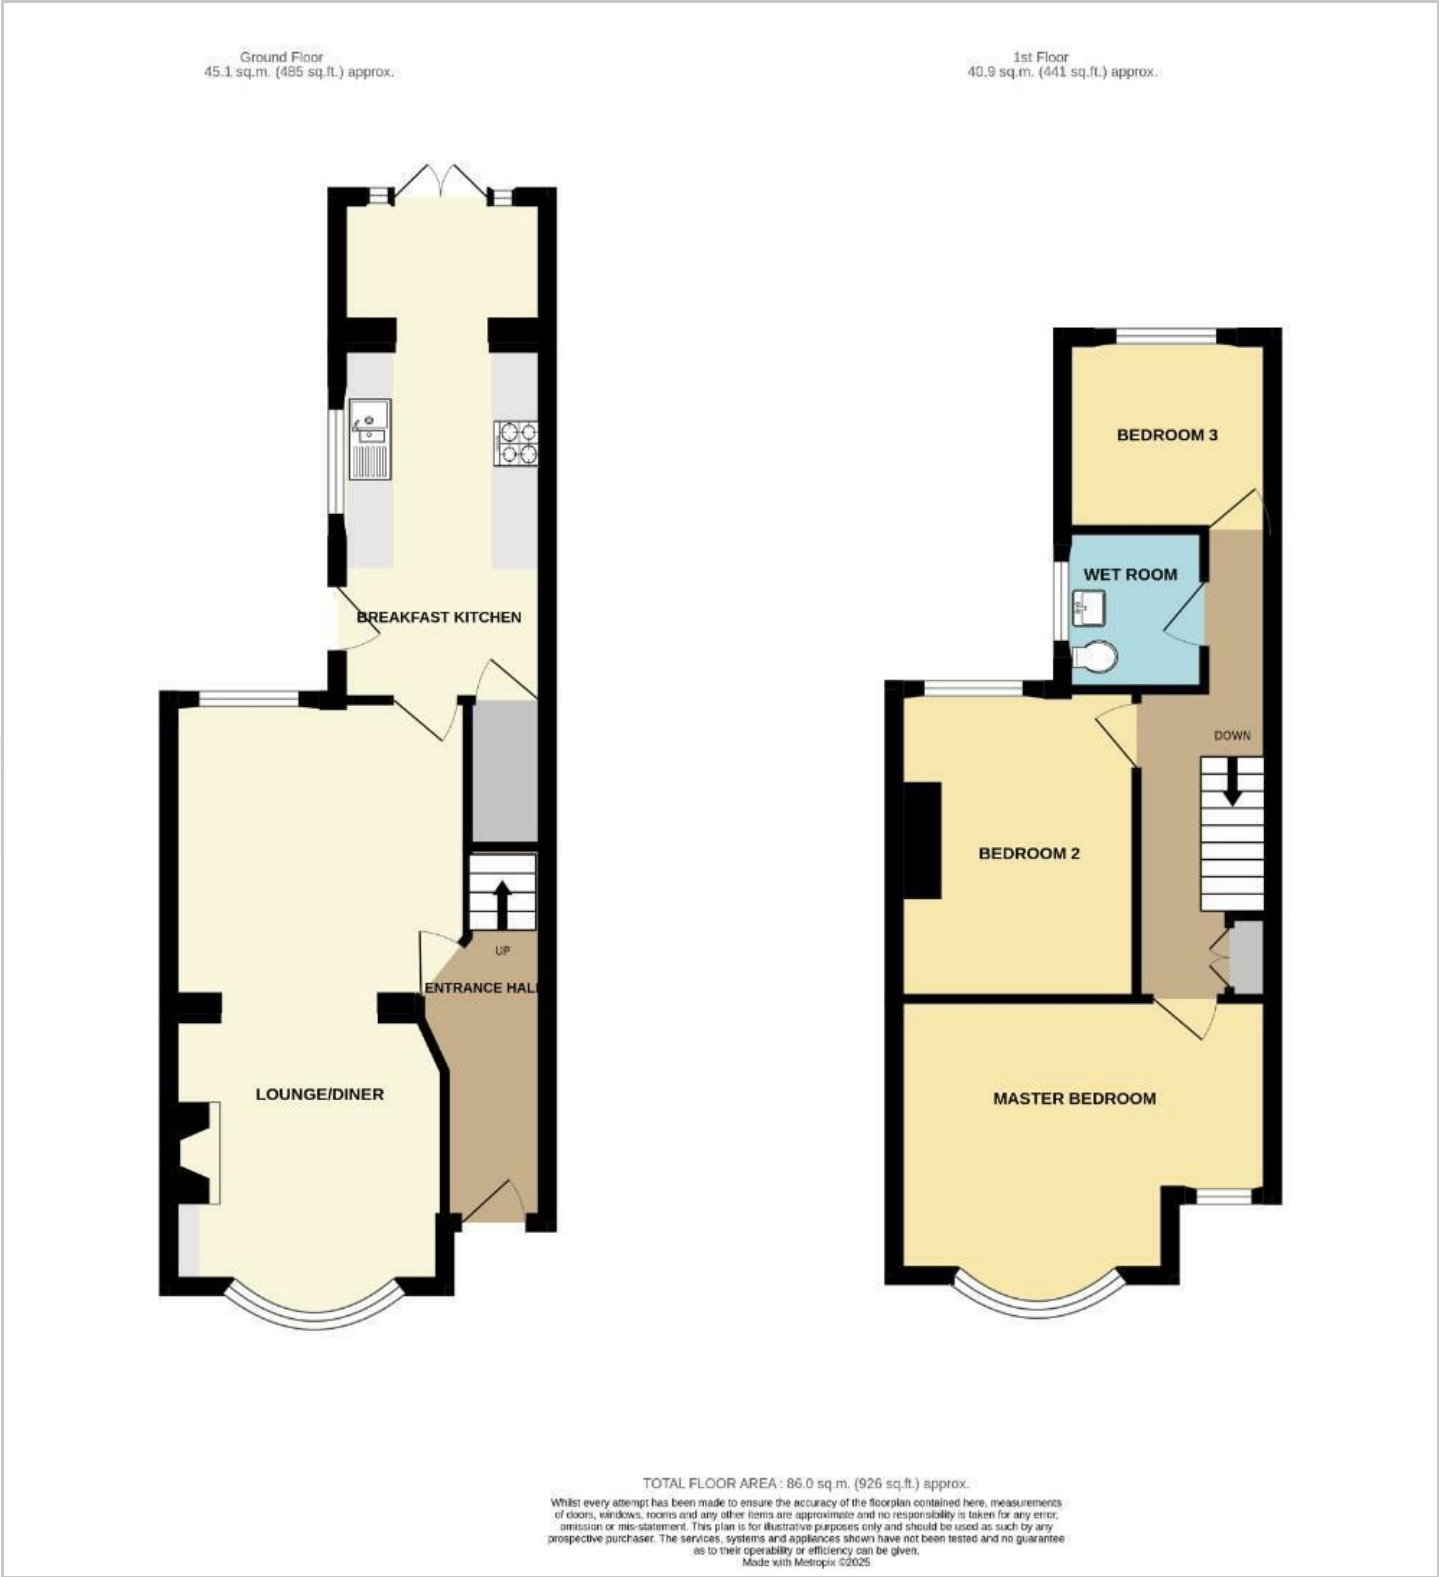 Ground Floor
45.1 sq.m. (485 sq.ft.) approx.
1st Floor
40.9 sq.m. (441 sq.ft.) approx.
BREAKFAST KITCHEN
UP
ENTRANCE HALL
LOUNGE/DINER
BEDROOM 3
WET ROOM
DOWN
BEDROOM 2
MASTER BEDROOM
TOTAL FLOOR AREA : 86.0 sq.m. (926 sq.ft.) approx.
Whilst every attempt has been made to ensure the accuracy of the floorplan contained here, measurements
of doors, windows, rooms and any other items are approximate and no responsibility is taken for any error,
omission or mis-statement. This plan is for illustrative purposes only and should be used as such by any
prospective purchaser. The services, systems and appliances shown have not been tested and no guarantee
as to their operability or efficiency can be given.
Made with Metropix ©2025